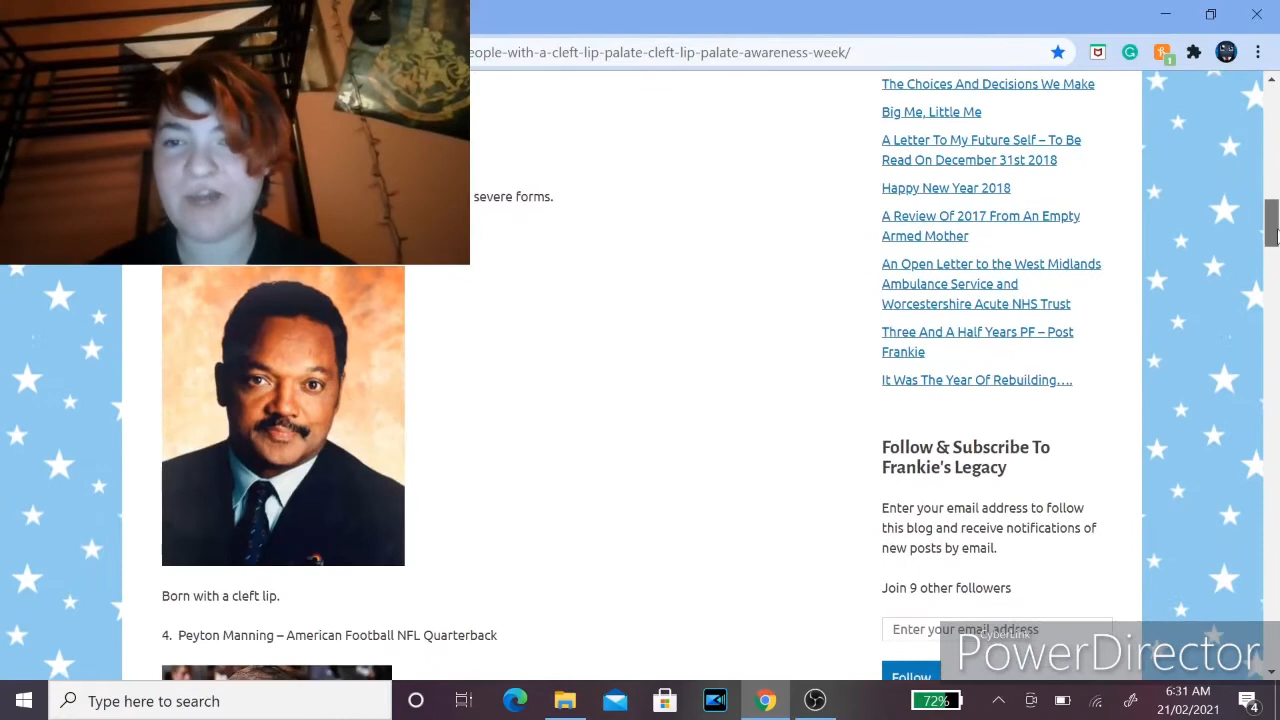 eople-with-a-cleft-lip-palate-cleft-lip-palate-awareness-week/
severe forms.
Born with a cleft lip.
4. Peyton Manning – American Football NFL Quarterback
The Choices And Decisions We Make
Big Me, Little Me
A Letter To My Future Self – To Be
Read On December 31st 2018
Happy New Year 2018
A Review Of 2017 From An Empty
Armed Mother
An Open Letter to the West Midlands
Ambulance Service and
Worcestershire Acute NHS Trust
Three And A Half Years PF – Post
Frankie
It Was The Year Of Rebuilding….
Follow & Subscribe To
Frankie's Legacy
Enter your email address to follow
this blog and receive notifications of
new posts by email.
Join 9 other followers
Enter your email address
Follow
CyberLink
PowerDirector
Type here to search
72%
6:31 AM
21/02/2021
4
1